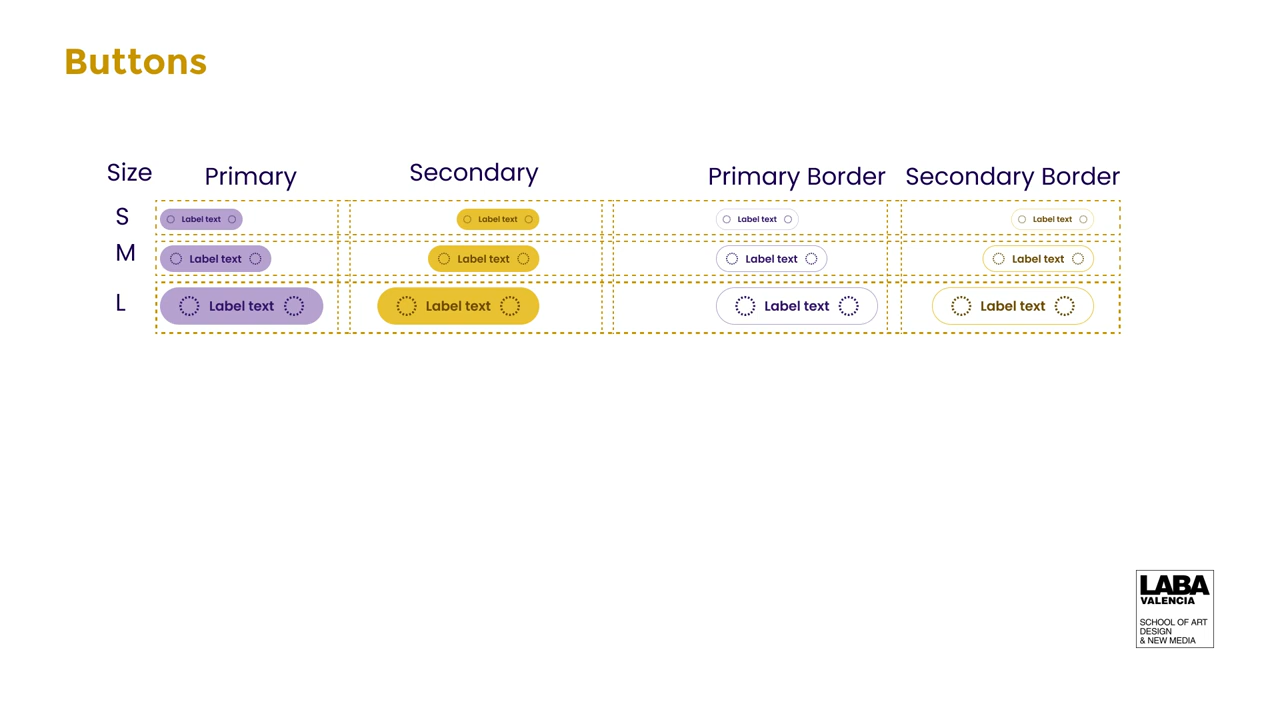 Buttons
Size Primary Secondary Primary Border Secondary Border
S Label text Label text Label text Label text
M Label text Label text Label text Label text
L Label text Label text Label text Label text
LABA
VALENCIA
SCHOOL OF ART
DESIGN
& NEW MEDIA